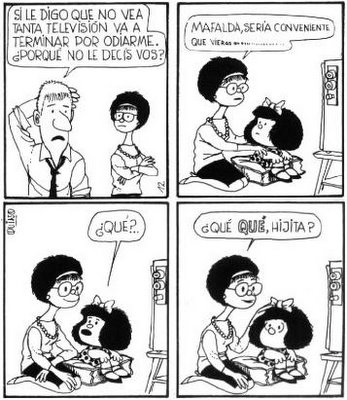 SI LE DIGO QUE NO VEA
TANTA TELEVISIÓN VA A
TERMINAR POR ODIARME.
¿PORQUÉ NO LE DECÍS VOS?
MAFALDA, SERÍA CONVENIENTE
QUE VIERAS
¿QUÉ?..
¿QUÉ QUÉ, HIJITA?
QUINO